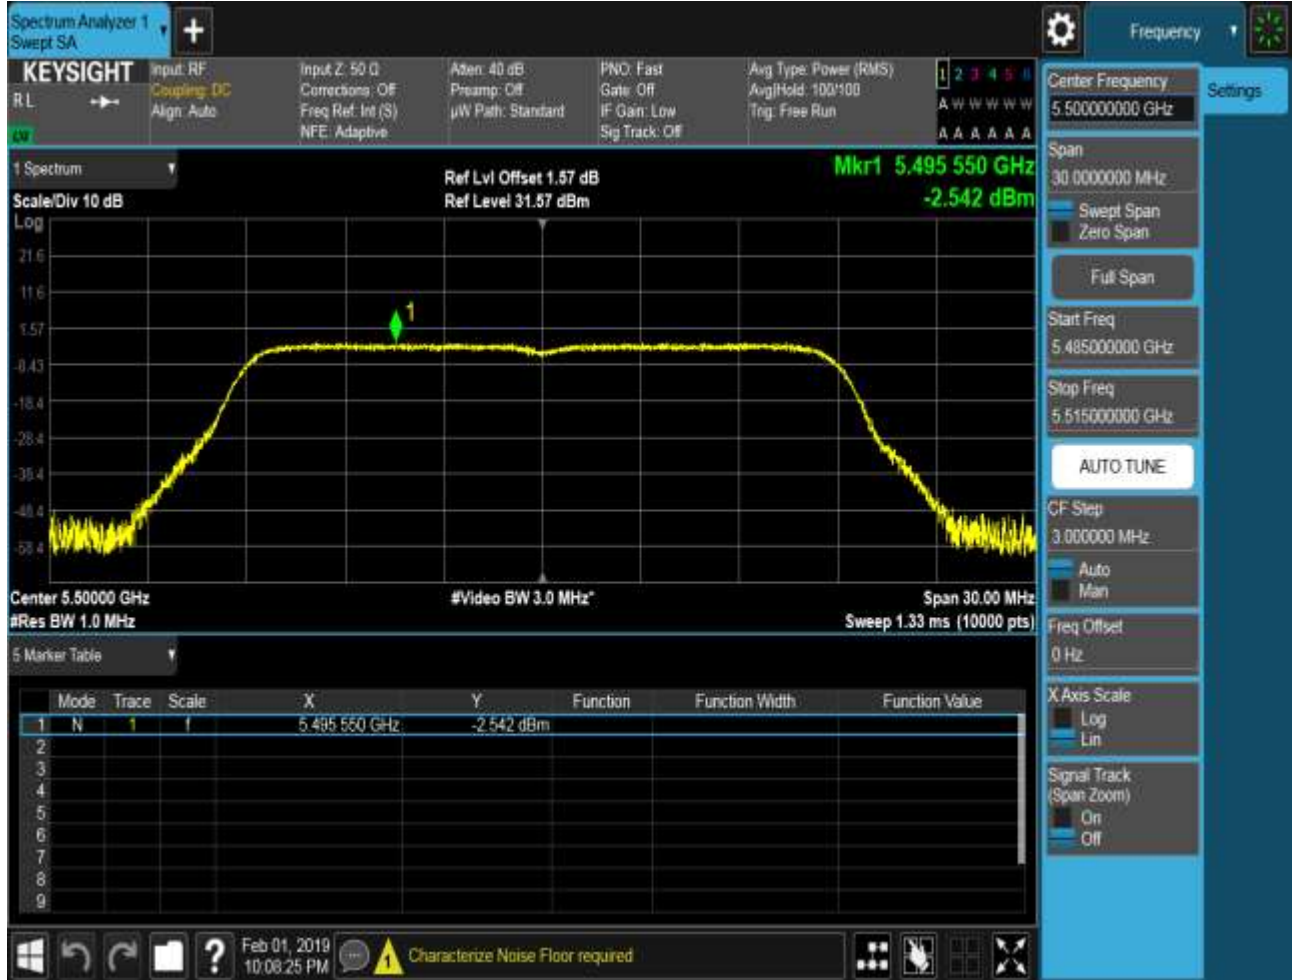 Spectrum Analyzer 1
Swept SA
Frequency
KEYSIGHT
RL
Input: RF
Coupling: DC
Align: Auto
Input Z: 50 Ω
Corrections: Off
Freq Ref: Int (S)
NFE: Adaptive
Atten: 40 dB
Preamp: Off
µW Path: Standard
PNO: Fast
Gate: Off
IF Gain: Low
Sig Track: Off
Avg Type: Power (RMS)
Avg|Hold: 100/100
Trig: Free Run
1 2 3 4 5 6
A W W W W W
A A A A A A
1 Spectrum
Scale/Div 10 dB
Ref Lvl Offset 1.57 dB
Ref Level 31.57 dBm
Mkr1 5.495 550 GHz
-2.542 dBm
Log
21.6
11.6
1.57
-8.43
-18.4
-28.4
-38.4
-48.4
-58.4
1
Center 5.50000 GHz
#Res BW 1.0 MHz
#Video BW 3.0 MHz*
Span 30.00 MHz
Sweep 1.33 ms (10000 pts)
5 Marker Table
Mode Trace Scale X Y Function Function Width Function Value
1 N 1 f 5.495 550 GHz -2.542 dBm
2
3
4
5
6
7
8
9
Feb 01, 2019
10:08:25 PM
1
Characterize Noise Floor required
Center Frequency
5.500000000 GHz
Settings
Span
30.0000000 MHz
Swept Span
Zero Span
Full Span
Start Freq
5.485000000 GHz
Stop Freq
5.515000000 GHz
AUTO TUNE
CF Step
3.000000 MHz
Auto
Man
Freq Offset
0 Hz
X Axis Scale
Log
Lin
Signal Track
(Span Zoom)
On
Off